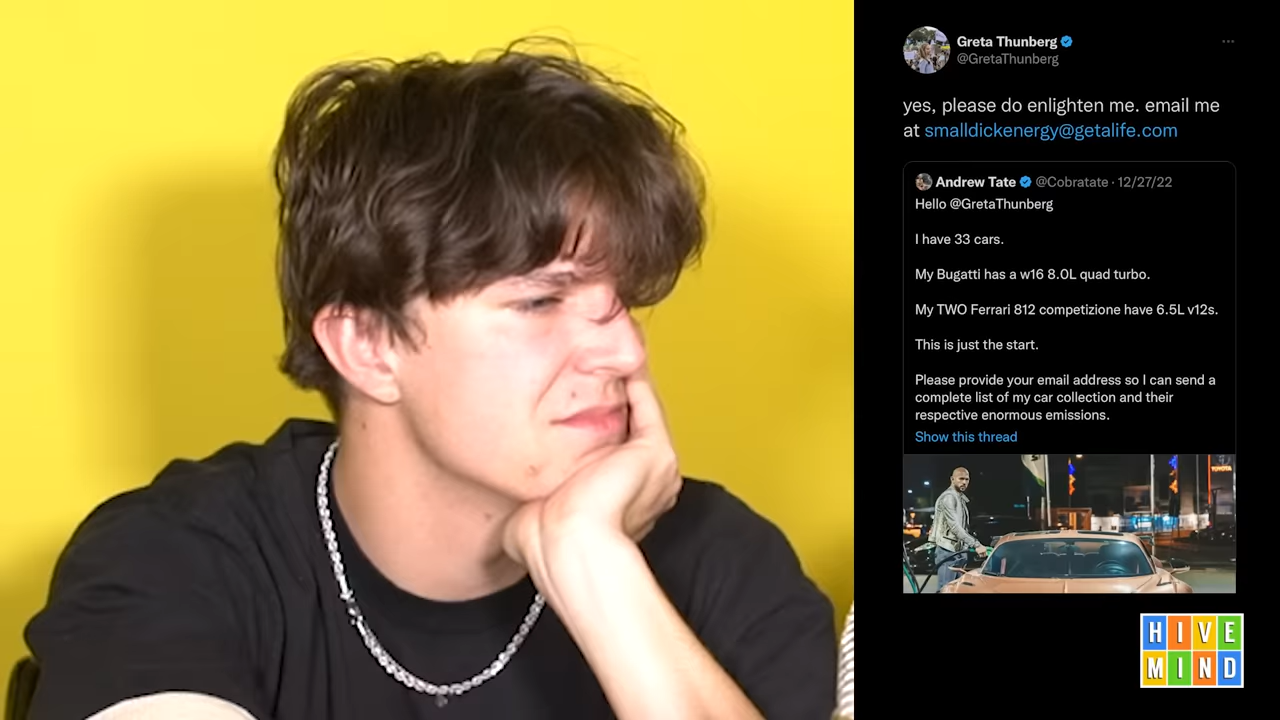 Greta Thunberg
@GretaThunberg
yes, please do enlighten me. email me
at smalldickenergy@getalife.com
Andrew Tate @Cobratate · 12/27/22
Hello @GretaThunberg
I have 33 cars.
My Bugatti has a w16 8.0L quad turbo.
My TWO Ferrari 812 competizione have 6.5L v12s.
This is just the start.
Please provide your email address so I can send a
complete list of my car collection and their
respective enormous emissions.
Show this thread
TOYOTA
HIVE
MIND